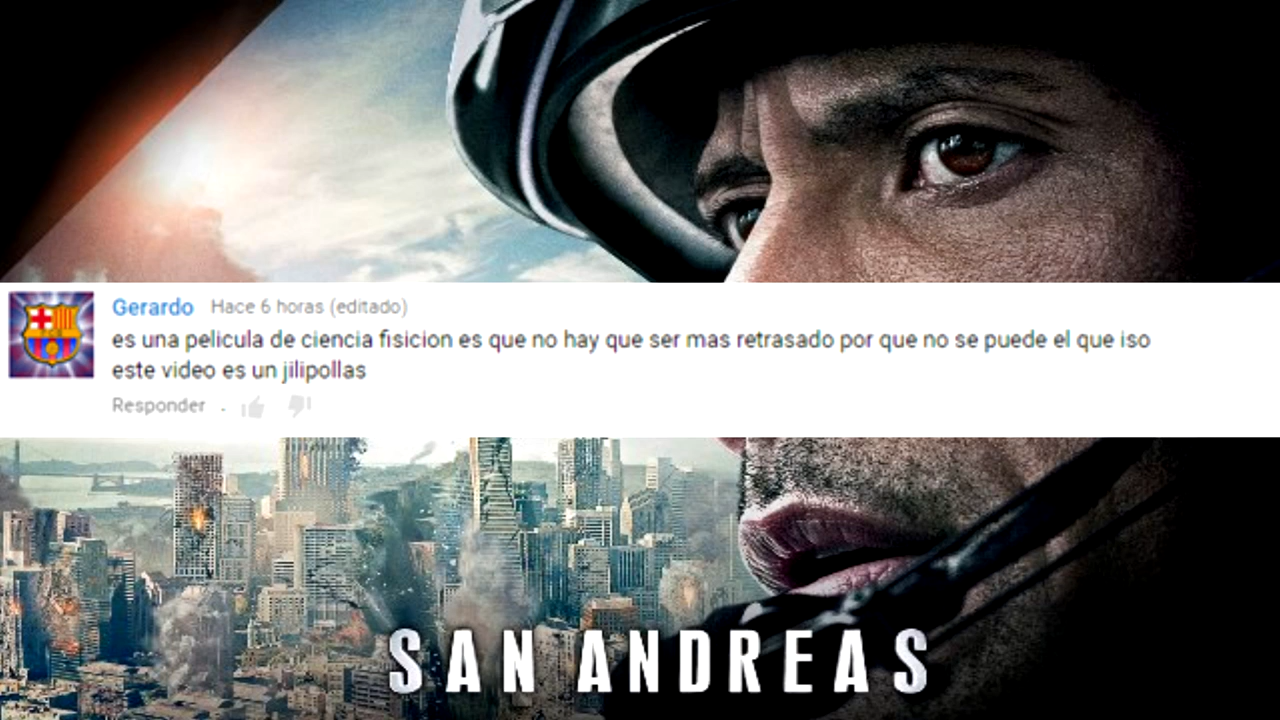 Gerardo Hace 6 horas (editado)
es una pelicula de ciencia fisicion es que no hay que ser mas retrasado por que no se puede el que iso
este video es un jilipollas
Responder .
SAN ANDREAS